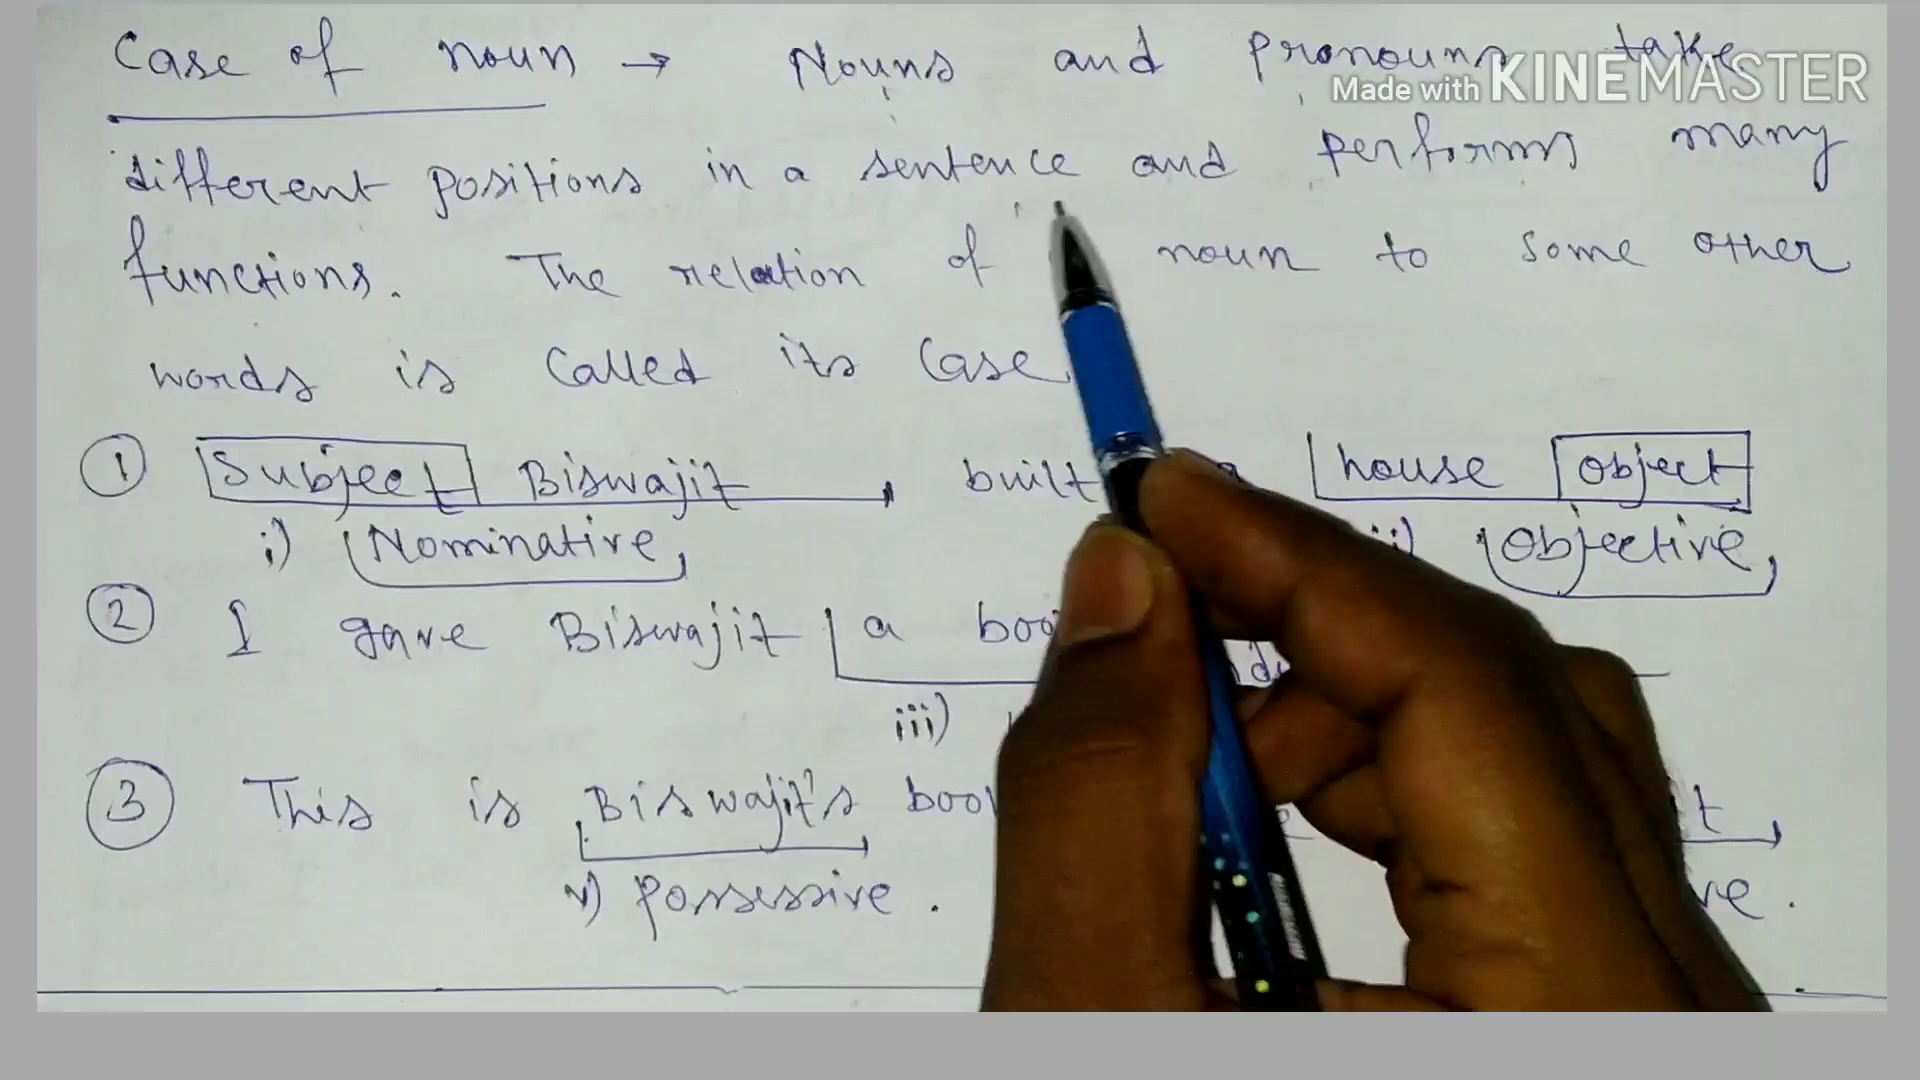 Case of noun → Nouns and pronouns take
Made with KINEMASTER
different positions in a sentence and performs many
functions. The relation of noun to some other
words is called its case
① Subject Biswajit built a house object
i) Nominative ii) Objective
② I gave Biswajit a
iii)
③ This is Biswajit's
v) possessive.